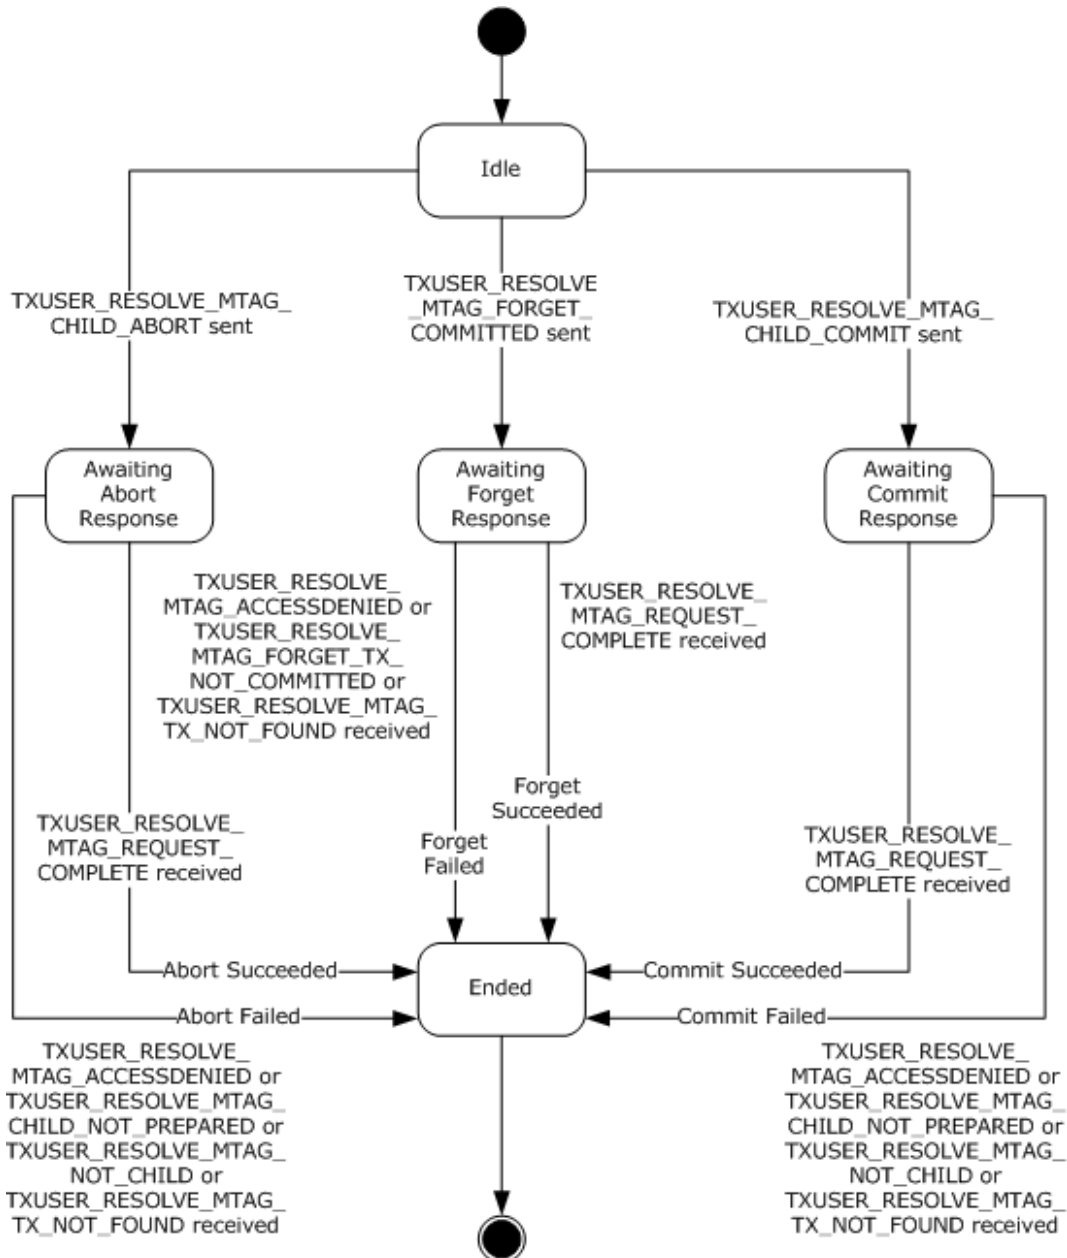 Idle
TXUSER_RESOLVE_MTAG_
CHILD_ABORT sent
TXUSER_RESOLVE
_MTAG_FORGET_
COMMITTED sent
TXUSER_RESOLVE_MTAG_
CHILD_COMMIT sent
Awaiting
Abort
Response
Awaiting
Forget
Response
Awaiting
Commit
Response
TXUSER_RESOLVE_
MTAG_ACCESSDENIED or
TXUSER_RESOLVE_
MTAG_FORGET_TX_
NOT_COMMITTED or
TXUSER_RESOLVE_MTAG_
TX_NOT_FOUND received
TXUSER_RESOLVE_
MTAG_REQUEST_
COMPLETE received
Forget
Succeeded
Forget
Failed
TXUSER_RESOLVE_
MTAG_REQUEST_
COMPLETE received
TXUSER_RESOLVE_
MTAG_REQUEST_
COMPLETE received
Abort Succeeded
Ended
Commit Succeeded
Abort Failed
Commit Failed
TXUSER_RESOLVE_
MTAG_ACCESSDENIED or
TXUSER_RESOLVE_MTAG_
CHILD_NOT_PREPARED or
TXUSER_RESOLVE_MTAG_
NOT_CHILD or
TXUSER_RESOLVE_MTAG_
TX_NOT_FOUND received
TXUSER_RESOLVE_
MTAG_ACCESSDENIED or
TXUSER_RESOLVE_MTAG_
CHILD_NOT_PREPARED or
TXUSER_RESOLVE_MTAG_
NOT_CHILD or
TXUSER_RESOLVE_MTAG_
TX_NOT_FOUND received